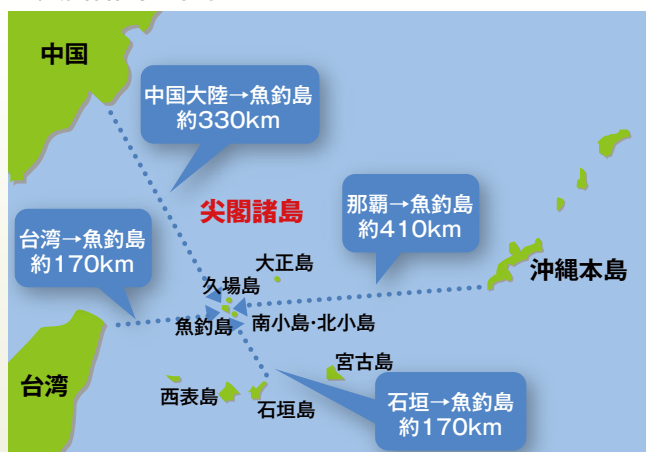 中国
中国大陸→魚釣島
約330km
尖閣諸島
那覇→魚釣島
約410km
台湾→魚釣島
約170km
大正島
沖縄本島
久場島
魚釣島
南小島・北小島
宮古島
台湾
西表島
石垣島
石垣→魚釣島
約170km